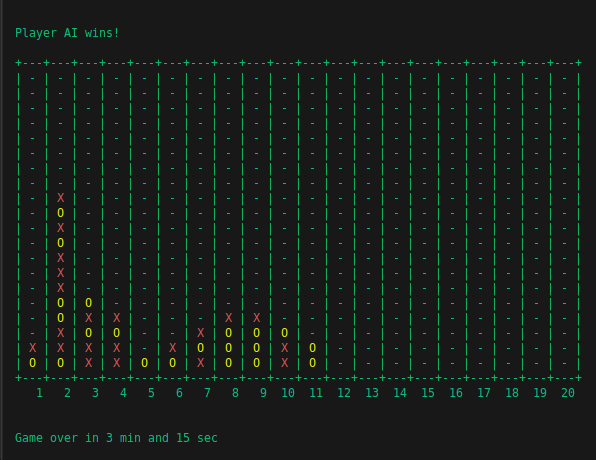 Player AI wins!
+---+---+---+---+---+---+---+---+---+---+---+---+---+---+---+---+---+---+---+---+
| - | - | - | - | - | - | - | - | - | - | - | - | - | - | - | - | - | - | - | - |
| - | - | - | - | - | - | - | - | - | - | - | - | - | - | - | - | - | - | - | - |
| - | - | - | - | - | - | - | - | - | - | - | - | - | - | - | - | - | - | - | - |
| - | - | - | - | - | - | - | - | - | - | - | - | - | - | - | - | - | - | - | - |
| - | - | - | - | - | - | - | - | - | - | - | - | - | - | - | - | - | - | - | - |
| - | - | - | - | - | - | - | - | - | - | - | - | - | - | - | - | - | - | - | - |
| - | - | - | - | - | - | - | - | - | - | - | - | - | - | - | - | - | - | - | - |
| - | - | - | - | - | - | - | - | - | - | - | - | - | - | - | - | - | - | - | - |
| - | X | - | - | - | - | - | - | - | - | - | - | - | - | - | - | - | - | - | - |
| - | O | - | - | - | - | - | - | - | - | - | - | - | - | - | - | - | - | - | - |
| - | X | - | - | - | - | - | - | - | - | - | - | - | - | - | - | - | - | - | - |
| - | O | - | - | - | - | - | - | - | - | - | - | - | - | - | - | - | - | - | - |
| - | X | - | - | - | - | - | - | - | - | - | - | - | - | - | - | - | - | - | - |
| - | X | - | - | - | - | - | - | - | - | - | - | - | - | - | - | - | - | - | - |
| - | X | - | - | - | - | - | - | - | - | - | - | - | - | - | - | - | - | - | - |
| - | O | O | - | - | - | - | - | - | - | - | - | - | - | - | - | - | - | - | - |
| - | O | X | X | - | - | - | X | X | - | - | - | - | - | - | - | - | - | - | - |
| - | X | O | O | - | - | X | O | O | O | - | - | - | - | - | - | - | - | - | - |
| X | X | X | X | - | X | O | O | O | X | O | - | - | - | - | - | - | - | - | - |
| O | O | X | X | O | O | X | O | O | X | O | - | - | - | - | - | - | - | - | - |
+---+---+---+---+---+---+---+---+---+---+---+---+---+---+---+---+---+---+---+---+
1 2 3 4 5 6 7 8 9 10 11 12 13 14 15 16 17 18 19 20
Game over in 3 min and 15 sec